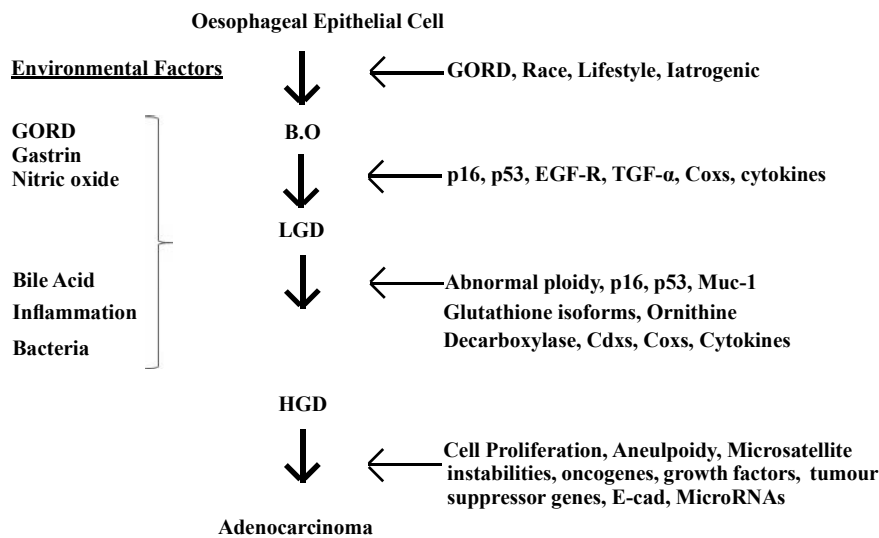 Oesophageal Epithelial Cell
Environmental Factors
GORD, Race, Lifestyle, Iatrogenic
GORD
Gastrin
Nitric oxide
B.O
p16, p53, EGF-R, TGF-α, Coxs, cytokines
LGD
Bile Acid
Inflammation
Bacteria
Abnormal ploidy, p16, p53, Muc-1
Glutathione isoforms, Ornithine
Decarboxylase, Cdxs, Coxs, Cytokines
HGD
Cell Proliferation, Aneulpoidy, Microsatellite
instabilities, oncogenes, growth factors, tumour
suppressor genes, E-cad, MicroRNAs
Adenocarcinoma